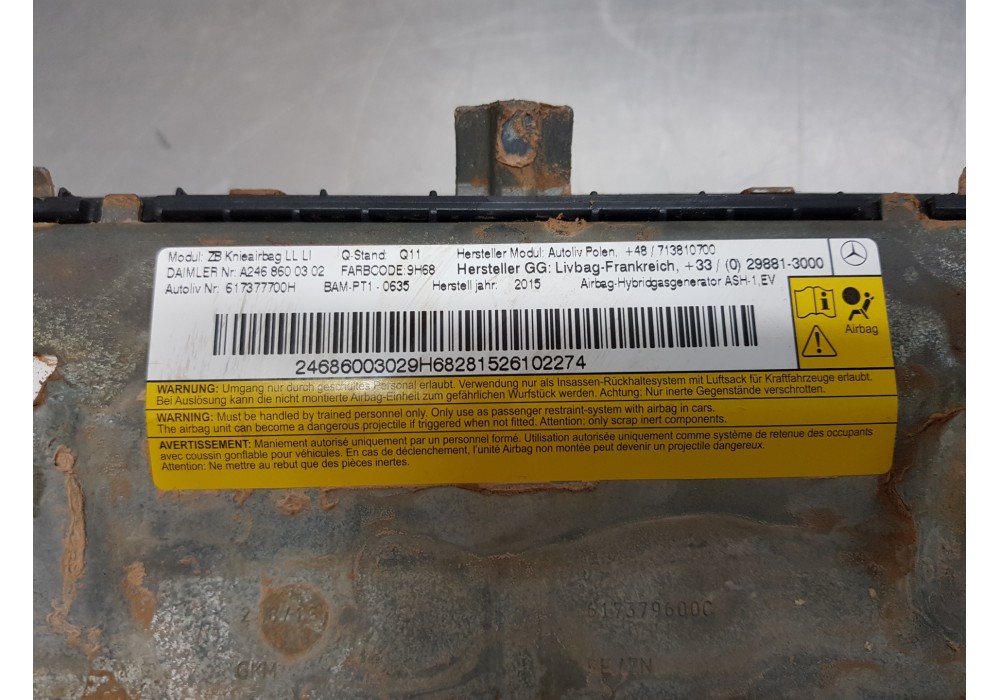 Modul: ZB Knieairbag LL LI Q-Stand: Q11 Hersteller Modul: Autoliv Polen, +48 / 713810700
DAIMLER Nr: A246 860 03 02 FARBCODE: 9H68 Hersteller GG: Livbag-Frankreich, +33 / (0) 29881-3000
Autoliv Nr: 617377700H BAM-PT1 - 0635 Herstell jahr: 2015 Airbag-Hybridgasgenerator ASH-1,EV
Airbag
24686003029H68281526102274
WARNUNG: Umgang nur durch geschultes Personal erlaubt. Verwendung nur als Insassen-Rückhaltesystem mit Luftsack für Kraftfahrzeuge erlaubt.
Bei Auslösung kann die nicht montierte Airbag-Einheit zum gefährlichen Wurfstück werden. Achtung: Nur inerte Gegenstände verschrotten.
WARNING: Must be handled by trained personnel only. Only use as passenger restraint-system with airbag in cars.
The airbag unit can become a dangerous projectile if triggered when not fitted. Attention: only scrap inert components.
AVERTISSEMENT: Maniement autorisé uniquement par un personnel formé. Utilisation autorisée uniquement comme système de retenue des occupants
avec coussin gonflable pour véhicules. En cas de déclenchement, l'unité Airbag non montée peut devenir un projectile dangereux.
Attention: Ne mettre au rebut que des pièces inertes.
617379600C
GKM